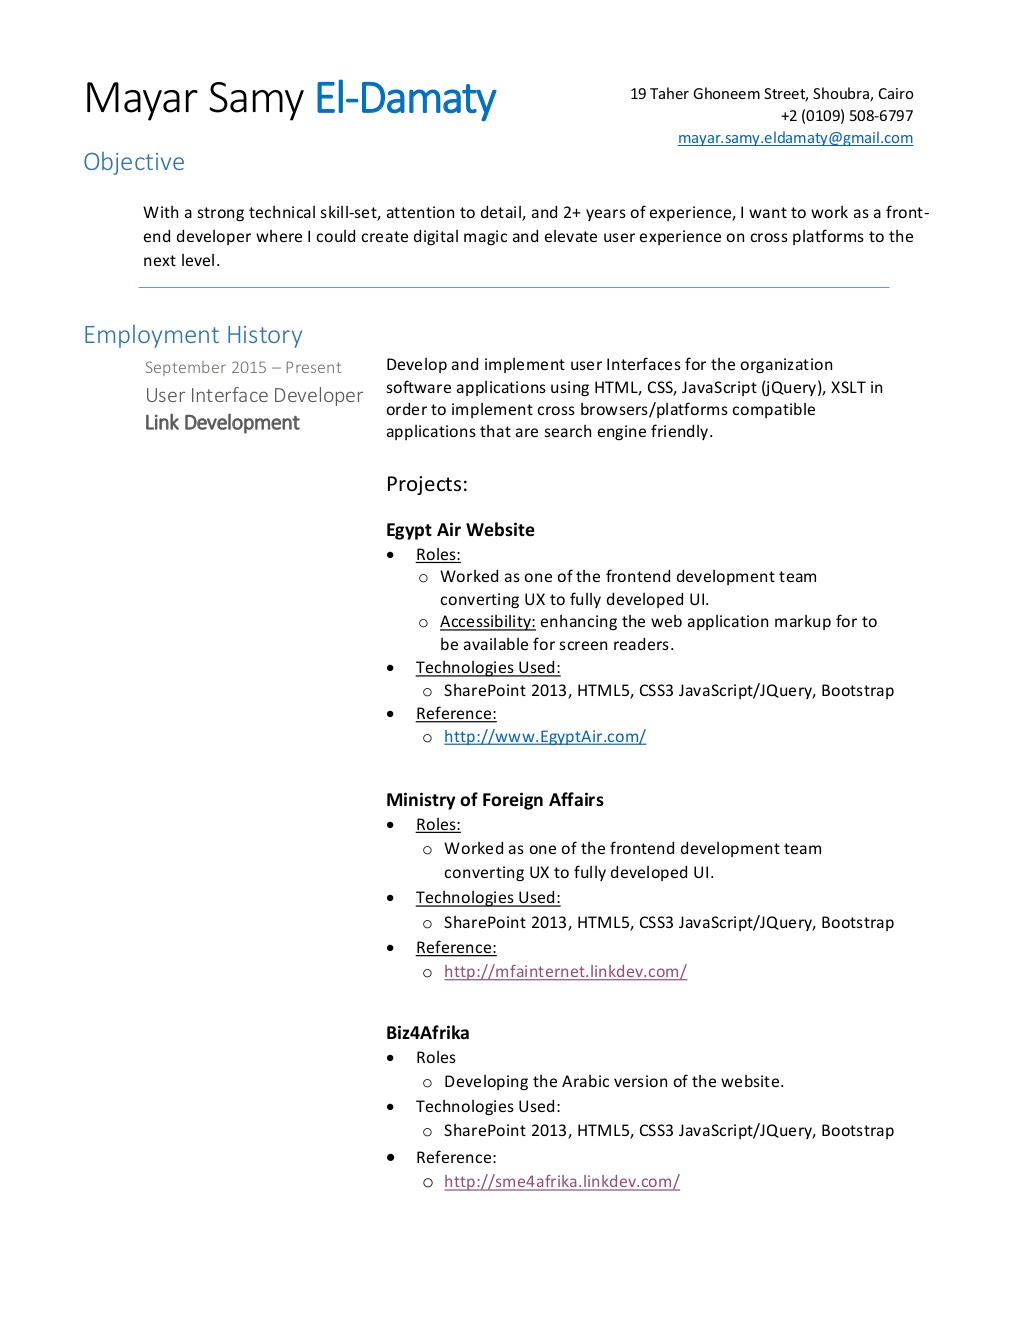 Mayar Samy El-Damaty
19 Taher Ghoneem Street, Shoubra, Cairo
+2 (0109) 508-6797
mayar.samy.eldamaty@gmail.com
Objective
With a strong technical skill-set, attention to detail, and 2+ years of experience, I want to work as a front-
end developer where I could create digital magic and elevate user experience on cross platforms to the
next level.
Employment History
September 2015 – Present
User Interface Developer
Link Development
Develop and implement user Interfaces for the organization
software applications using HTML, CSS, JavaScript (jQuery), XSLT in
order to implement cross browsers/platforms compatible
applications that are search engine friendly.
Projects:
Egypt Air Website
• Roles:
o Worked as one of the frontend development team
converting UX to fully developed UI.
o Accessibility: enhancing the web application markup for to
be available for screen readers.
• Technologies Used:
o SharePoint 2013, HTML5, CSS3 JavaScript/JQuery, Bootstrap
• Reference:
o http://www.EgyptAir.com/
Ministry of Foreign Affairs
• Roles:
o Worked as one of the frontend development team
converting UX to fully developed UI.
• Technologies Used:
o SharePoint 2013, HTML5, CSS3 JavaScript/JQuery, Bootstrap
• Reference:
o http://mfainternet.linkdev.com/
Biz4Afrika
• Roles
o Developing the Arabic version of the website.
• Technologies Used:
o SharePoint 2013, HTML5, CSS3 JavaScript/JQuery, Bootstrap
• Reference:
o http://sme4afrika.linkdev.com/